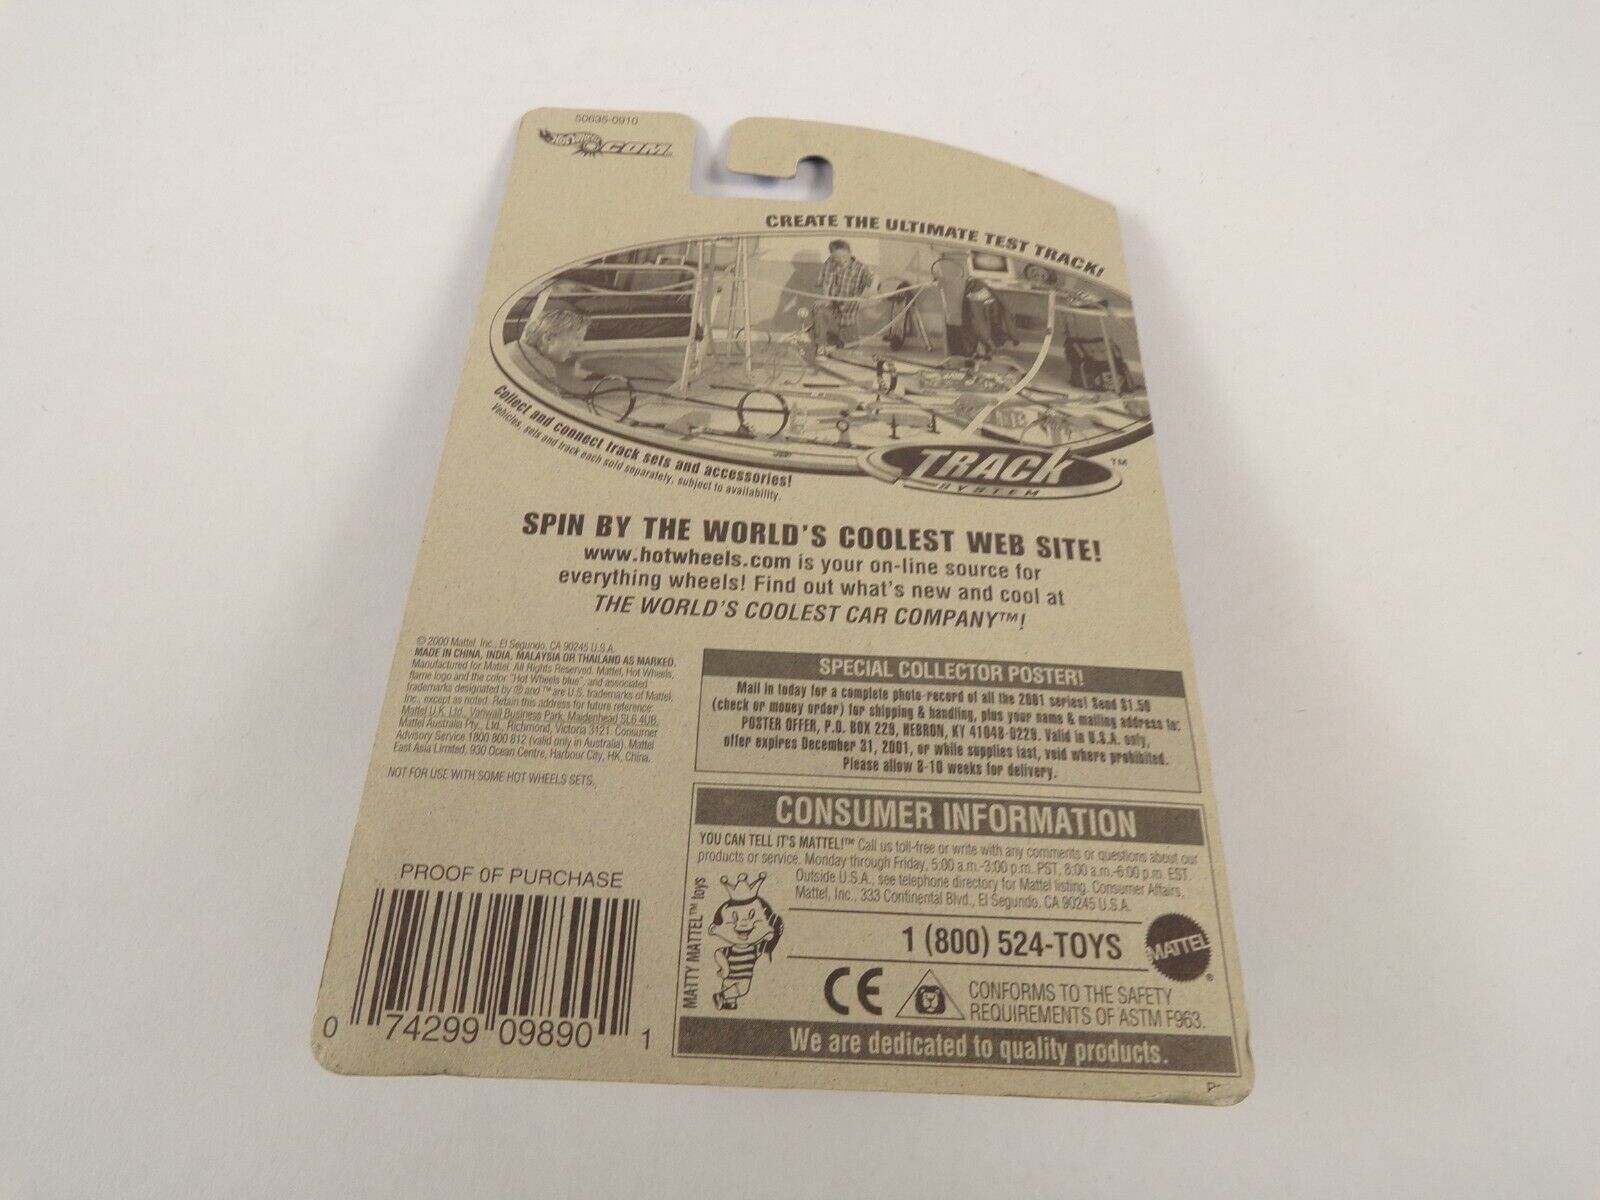 50635-0910
Hot Wheels .COM
CREATE THE ULTIMATE TEST TRACK!
Collect and connect track sets and accessories!
Vehicles, sets and track each sold separately, subject to availability.
TRACK™
SYSTEM
SPIN BY THE WORLD'S COOLEST WEB SITE!
www.hotwheels.com is your on-line source for
everything wheels! Find out what's new and cool at
THE WORLD'S COOLEST CAR COMPANY™!
© 2000 Mattel, Inc., El Segundo, CA 90245 U.S.A.
MADE IN CHINA, INDIA, MALAYSIA OR THAILAND AS MARKED.
Manufactured for Mattel. All Rights Reserved. Mattel, Hot Wheels,
flame logo and the color "Hot Wheels blue", and associated
trademarks designated by ® and ™ are U.S. trademarks of Mattel,
Inc., except as noted. Retain this address for future reference:
Mattel U.K. Ltd., Vanwall Business Park, Maidenhead SL6 4UB.
Mattel Australia Pty., Ltd., Richmond, Victoria 3121. Consumer
Advisory Service 1800 800 812 (valid only in Australia). Mattel
East Asia Limited, 930 Ocean Centre, Harbour City, HK, China.
NOT FOR USE WITH SOME HOT WHEELS SETS.
SPECIAL COLLECTOR POSTER!
Mail in today for a complete photo-record of all the 2001 series! Send $1.50
(check or money order) for shipping & handling, plus your name & mailing address to:
POSTER OFFER, P.O. BOX 229, HEBRON, KY 41048-0229. Valid in U.S.A. only,
offer expires December 31, 2001, or while supplies last, void where prohibited.
Please allow 8-10 weeks for delivery.
CONSUMER INFORMATION
YOU CAN TELL IT'S MATTEL!™ Call us toll-free or write with any comments or questions about our
products or service. Monday through Friday, 5:00 a.m.-3:00 p.m. PST, 8:00 a.m.-6:00 p.m. EST.
Outside U.S.A., see telephone directory for Mattel listing. Consumer Affairs,
Mattel, Inc., 333 Continental Blvd., El Segundo, CA 90245 U.S.A.
MATTY MATTEL™ toys
1 (800) 524-TOYS
MATTEL®
CE
CONFORMS TO THE SAFETY
REQUIREMENTS OF ASTM F963.
We are dedicated to quality products.
PROOF OF PURCHASE
0 74299 09890 1